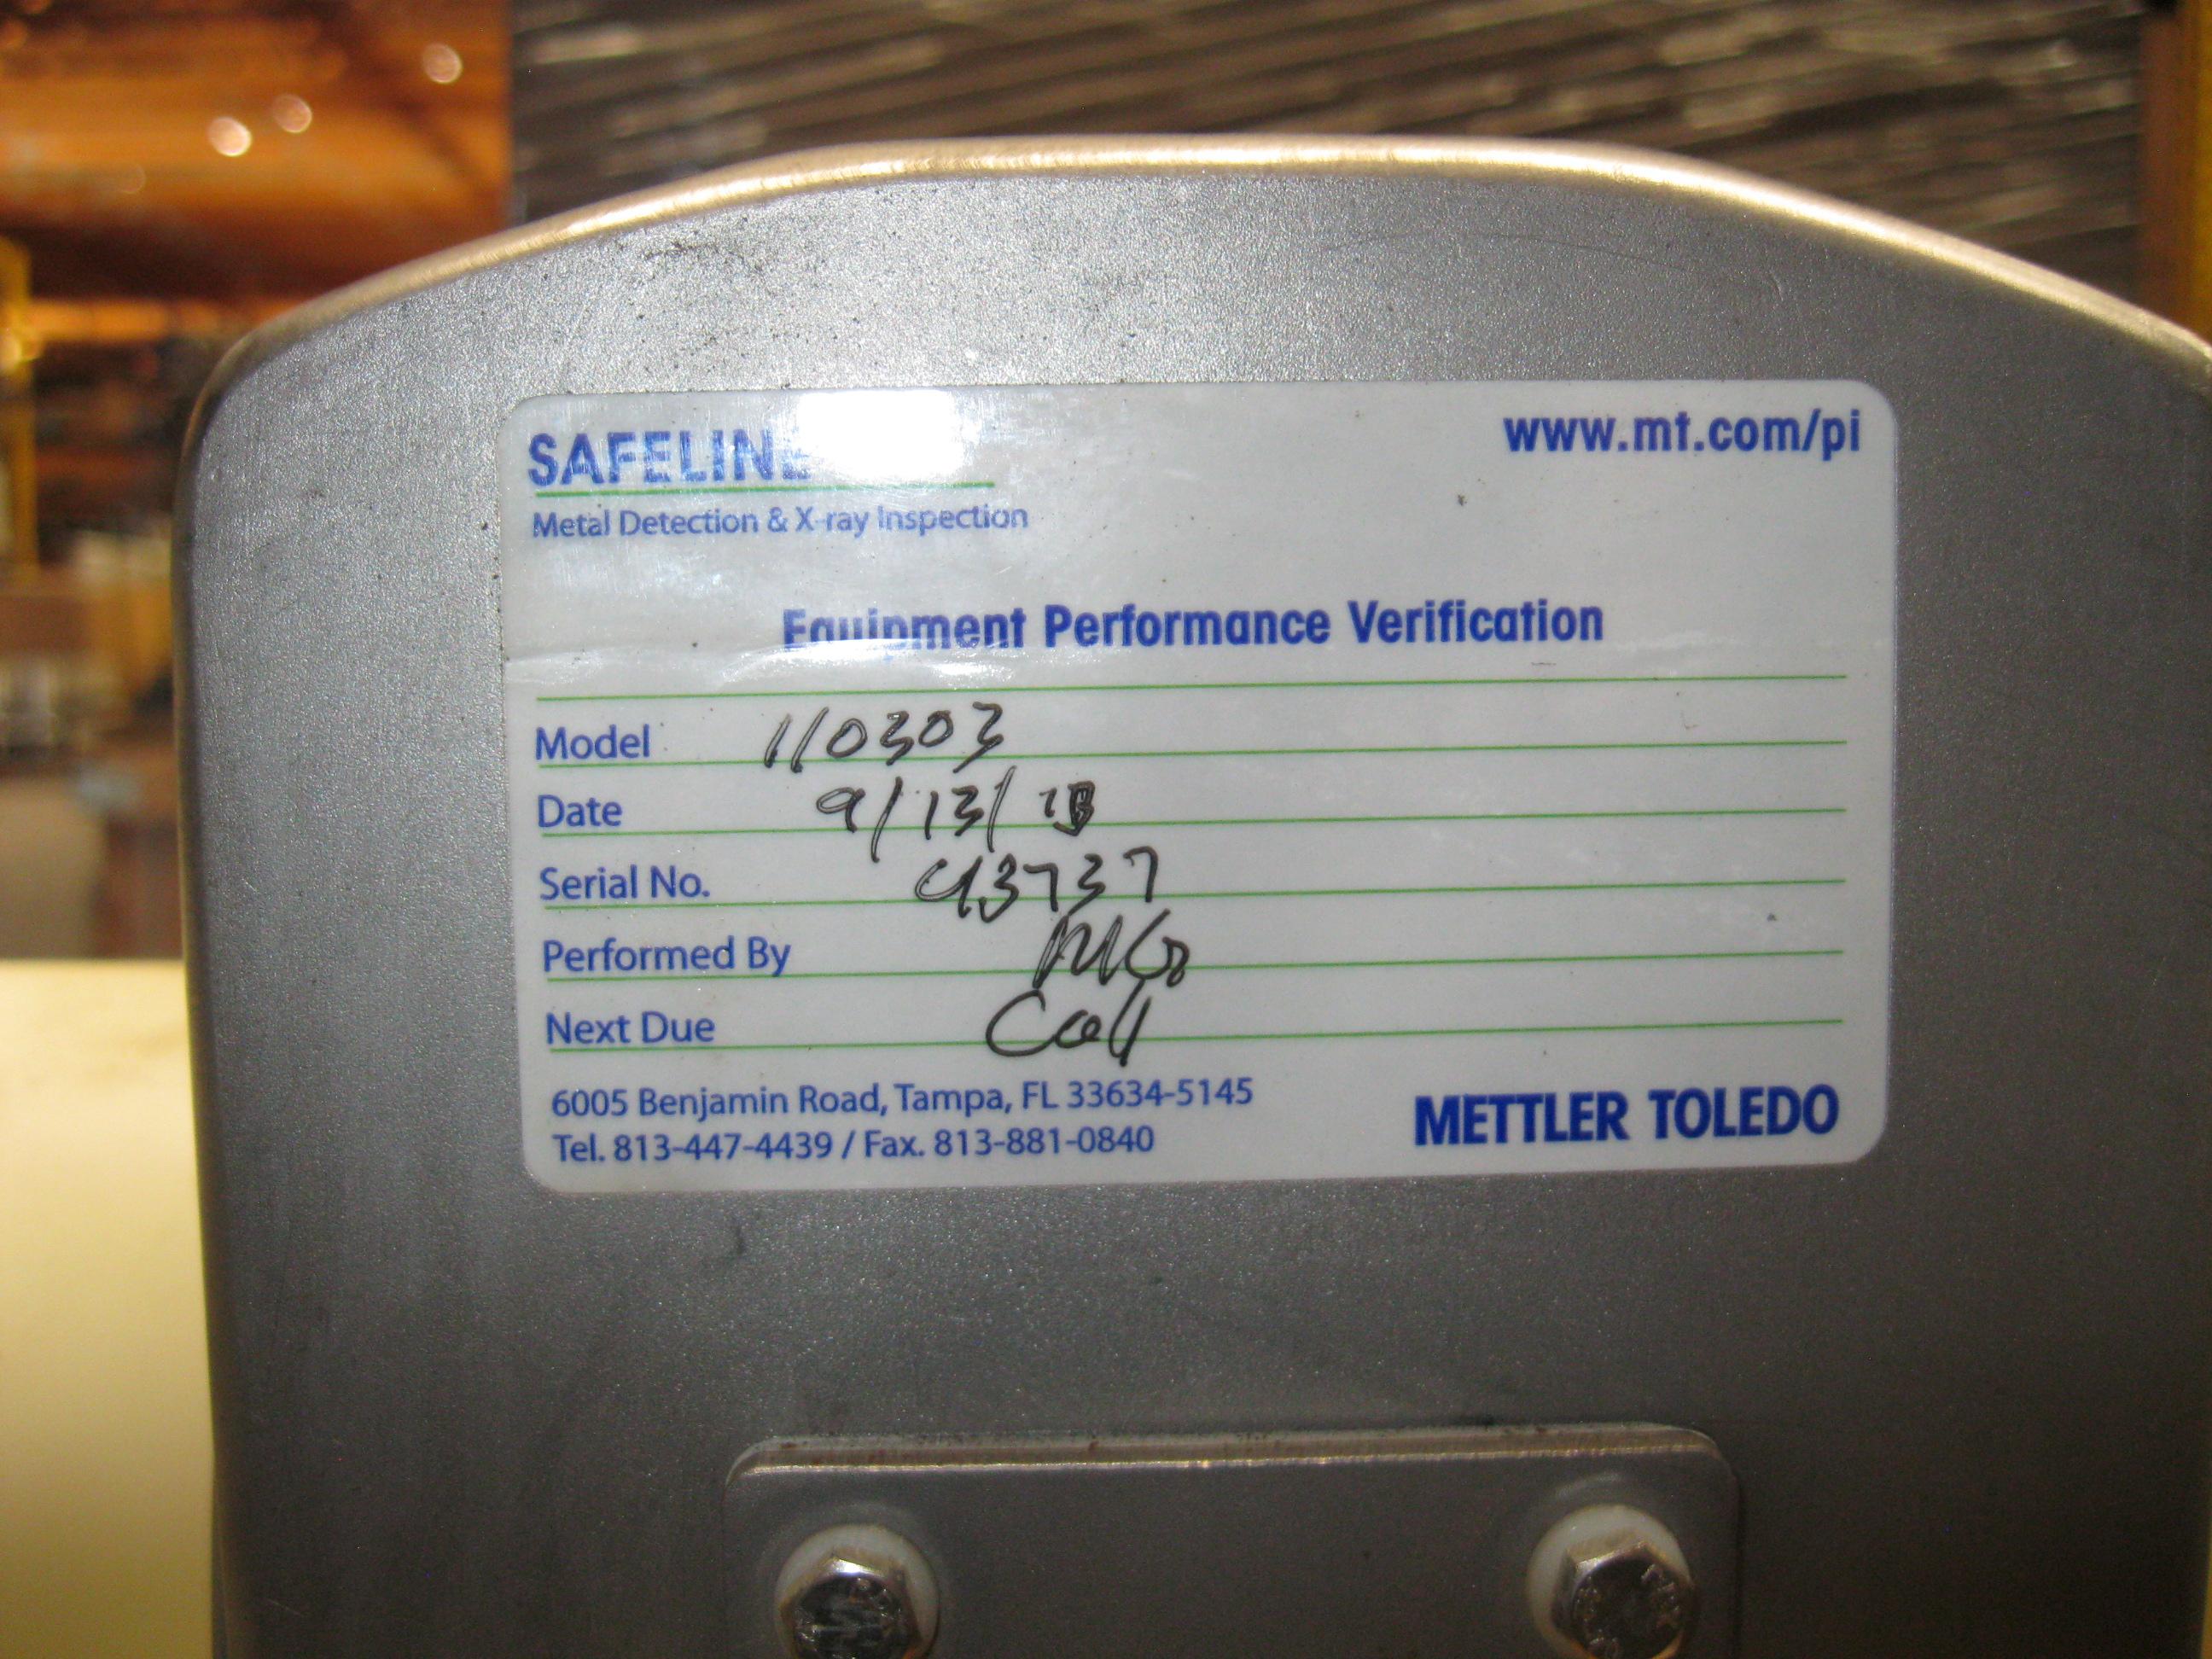 SAFELINE
www.mt.com/pi
Metal Detection & X-ray Inspection
Equipment Performance Verification
Model 110303
Date 9/13/
Serial No. 93737
Performed By
Next Due Call
6005 Benjamin Road, Tampa, FL 33634-5145
Tel. 813-447-4439 / Fax. 813-881-0840
METTLER TOLEDO